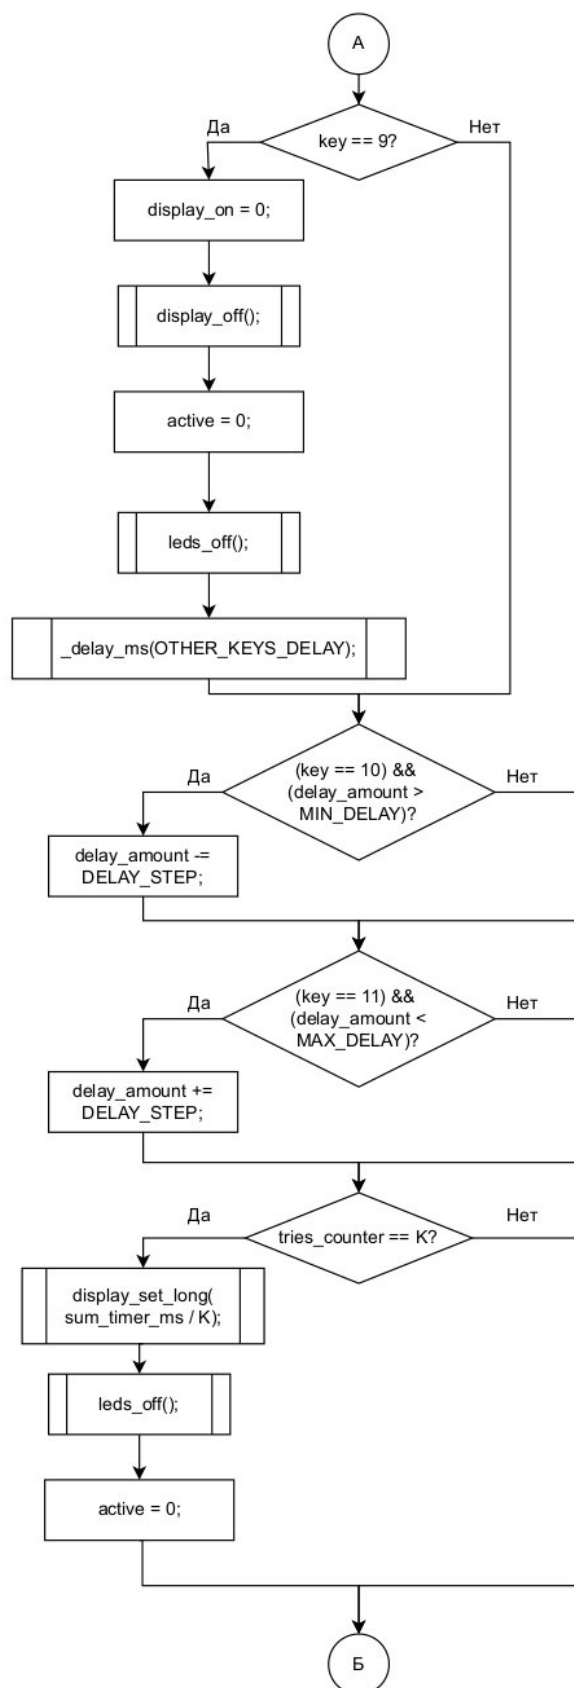 А
Да
Нет
key == 9?
display_on = 0;
display_off();
active = 0;
leds_off();
_delay_ms(OTHER_KEYS_DELAY);
Да
Нет
(key == 10) &&
(delay_amount >
MIN_DELAY)?
delay_amount -=
DELAY_STEP;
Да
Нет
(key == 11) &&
(delay_amount <
MAX_DELAY)?
delay_amount +=
DELAY_STEP;
Да
Нет
tries_counter == K?
display_set_long(
sum_timer_ms / K);
leds_off();
active = 0;
Б